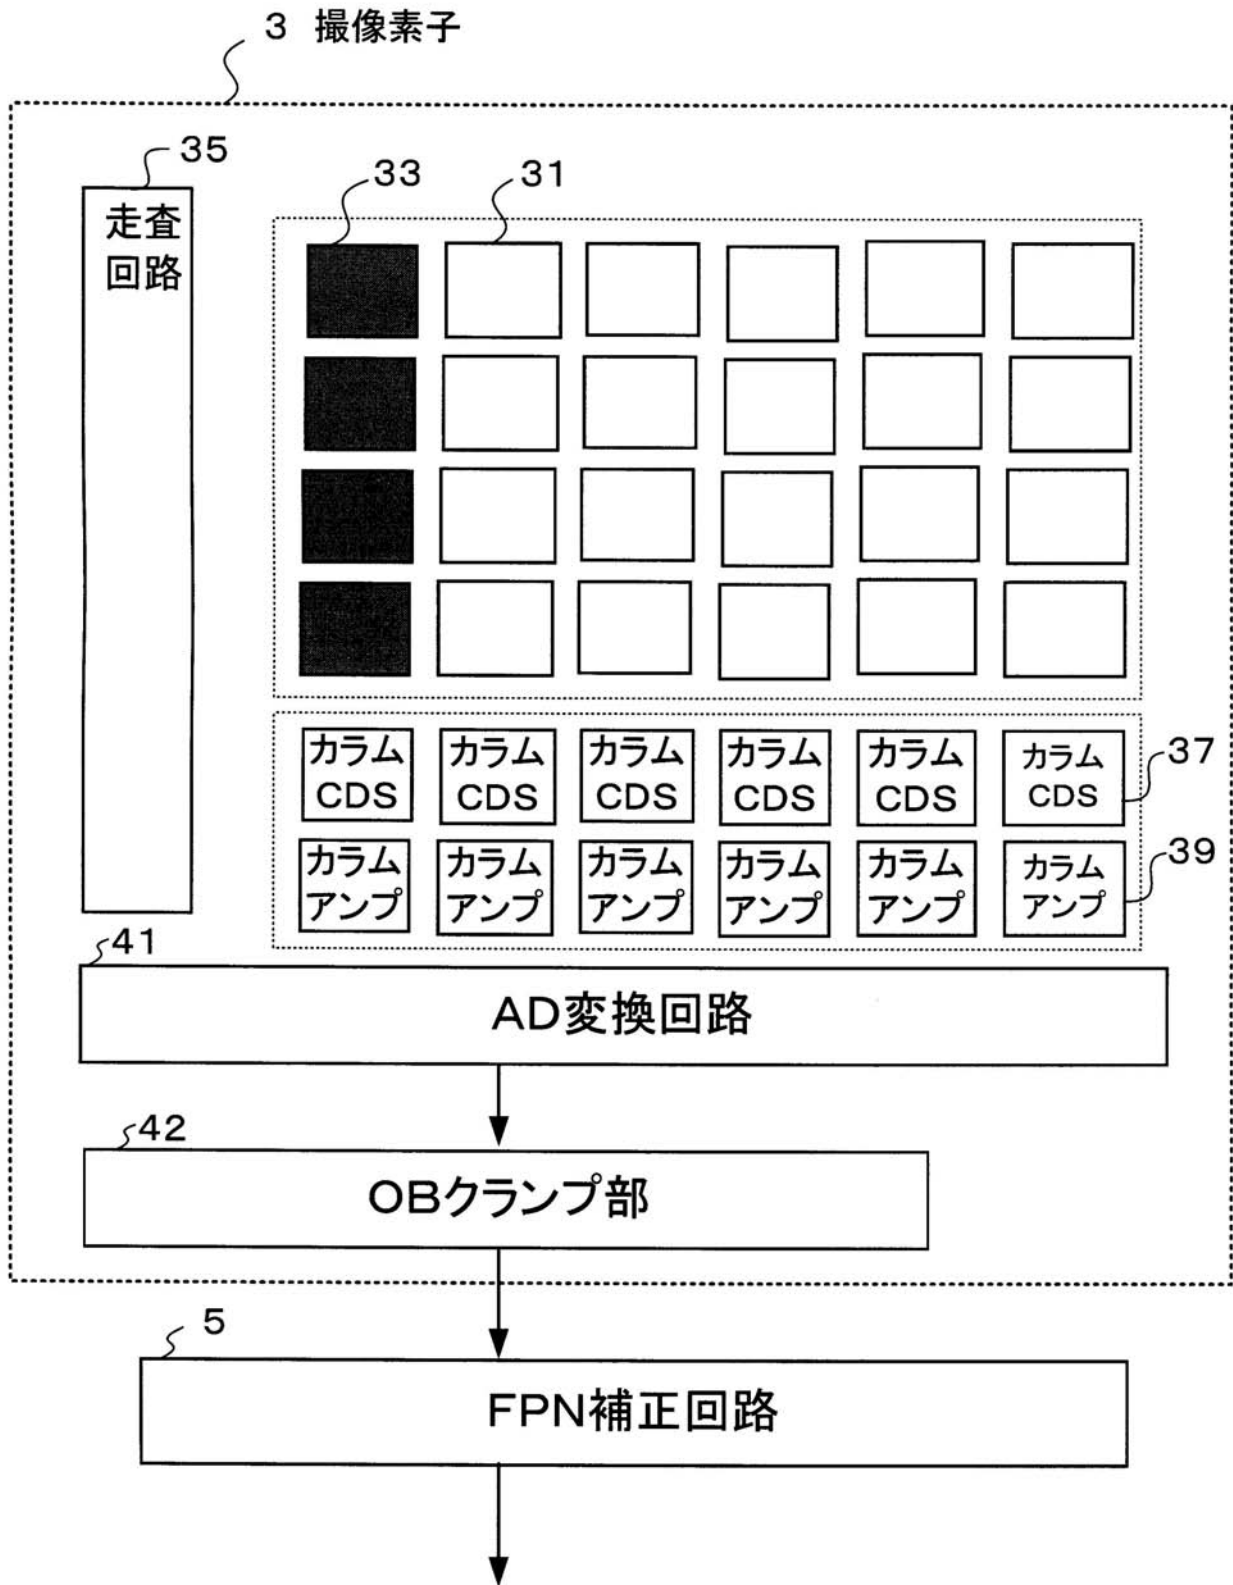 3 撮像素子
35
33
31
走査
回路
カラム
CDS
カラム
CDS
カラム
CDS
カラム
CDS
カラム
CDS
カラム
CDS
37
カラム
アンプ
カラム
アンプ
カラム
アンプ
カラム
アンプ
カラム
アンプ
カラム
アンプ
39
41
AD変換回路
42
OBクランプ部
5
FPN補正回路